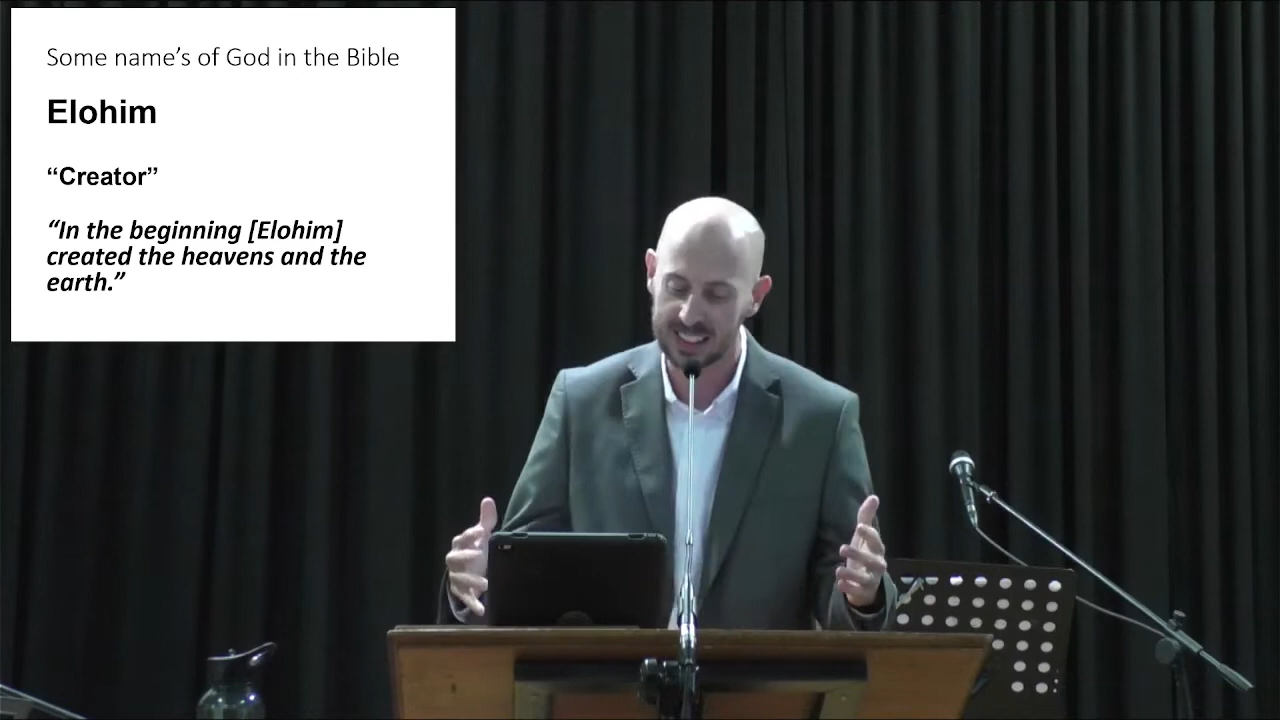 Some name’s of God in the Bible
Elohim
“Creator”
“In the beginning [Elohim]
created the heavens and the
earth.”